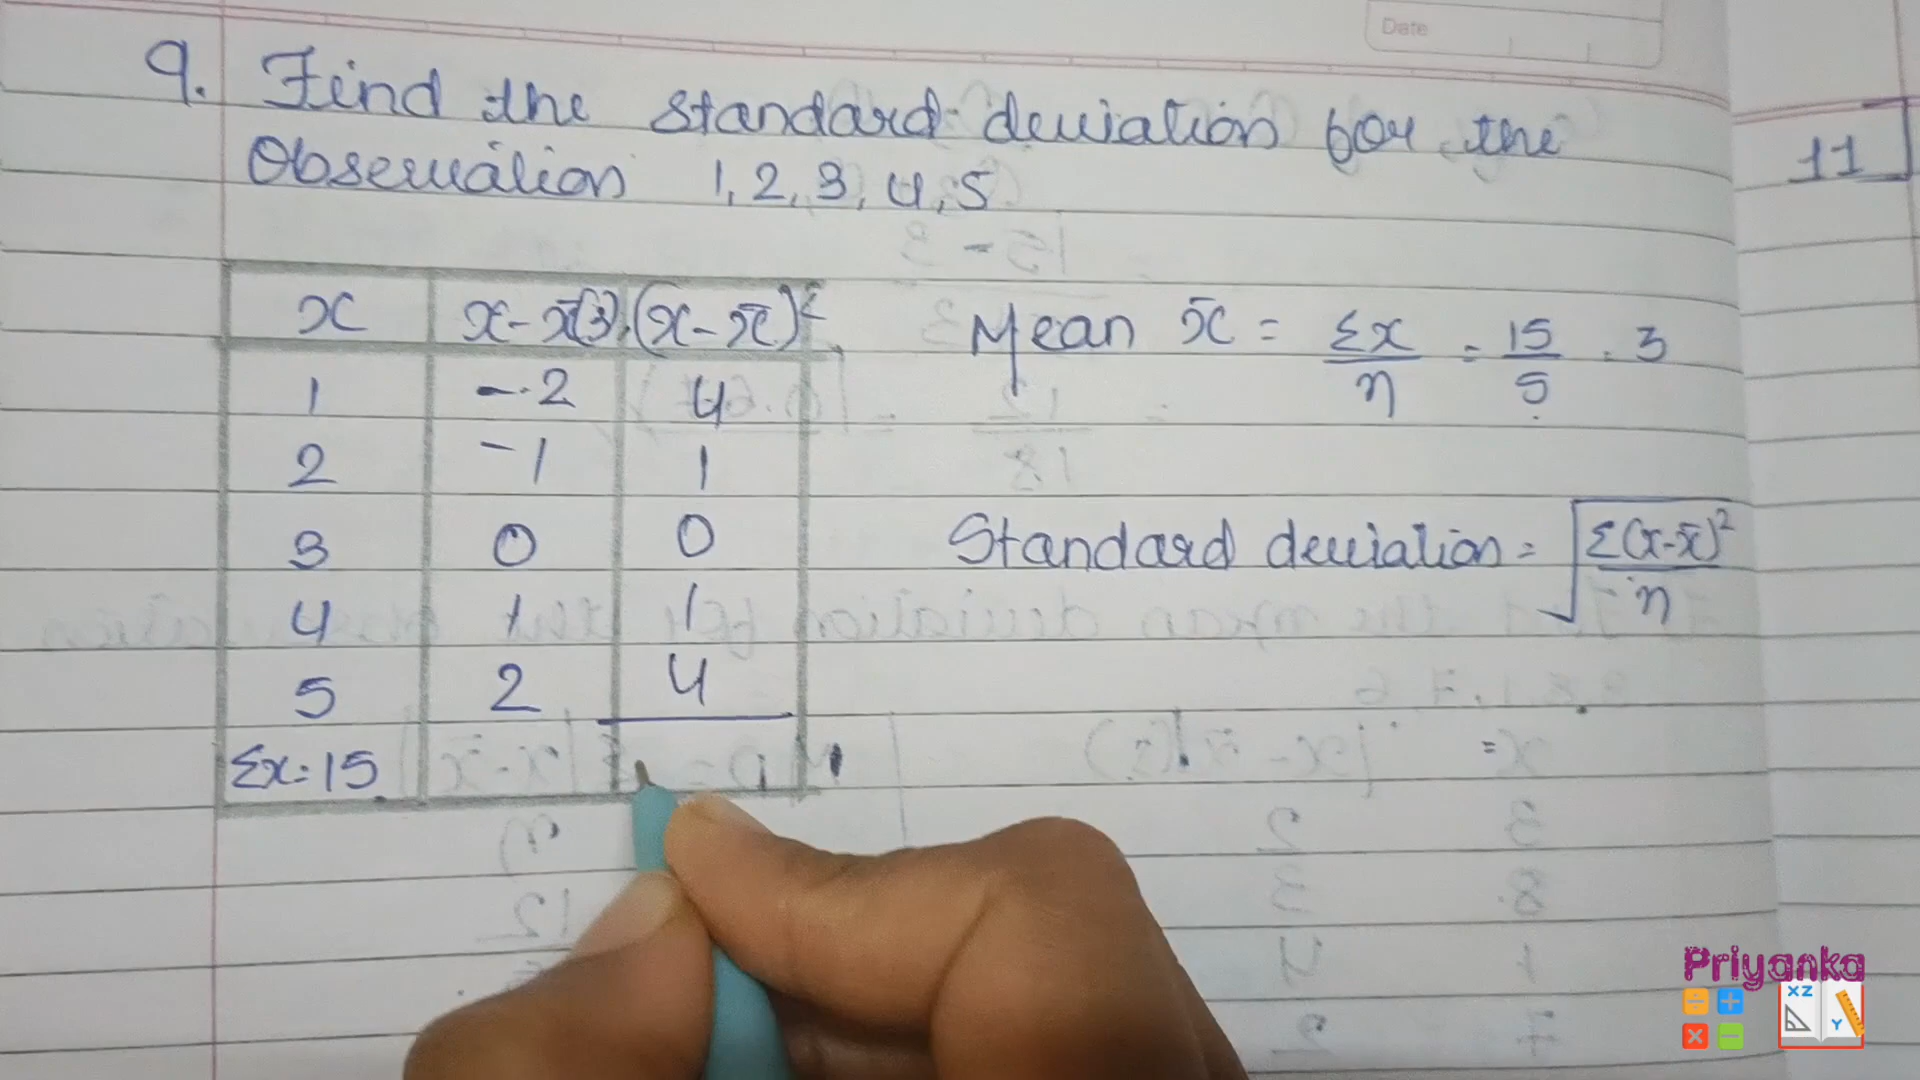 Date
9. Find the standard deviation for the
Observation 1, 2, 3, 4, 5
11
x x-x̄(3) (x-x̄)²
1 -2 4
2 -1 1
3 0 0
4 1 1
5 2 4
Σx=15
Mean x̄ = Σx/n = 15/5 = 3
Standard deviation = √Σ(x-x̄)²/n
Priyanka
XZ
Y